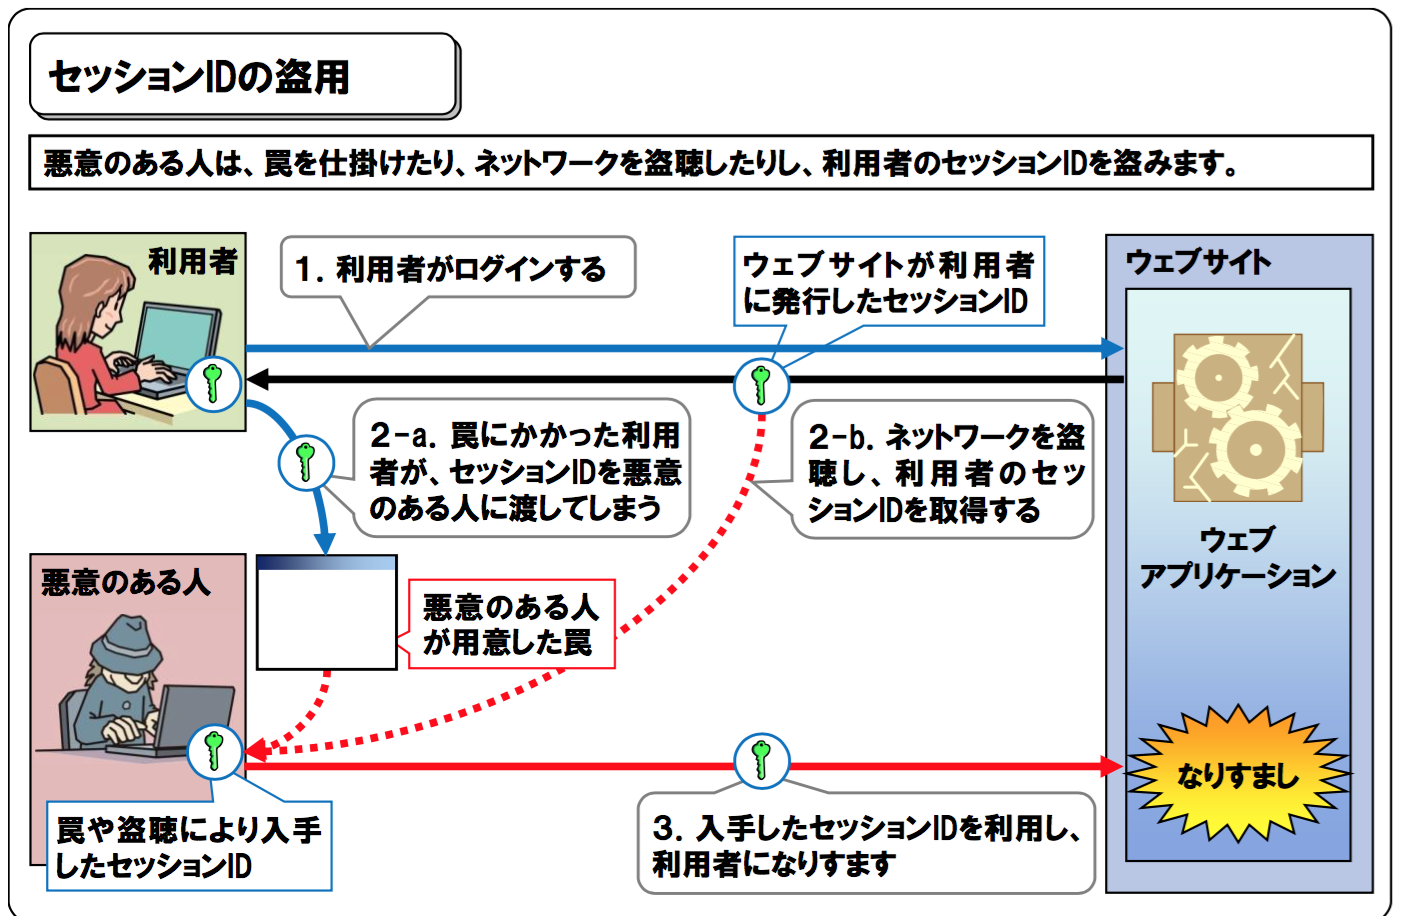 セッションIDの盗用
悪意のある人は、罠を仕掛けたり、ネットワークを盗聴したりし、利用者のセッションIDを盗みます。
利用者
1. 利用者がログインする
ウェブサイトが利用者
に発行したセッションID
ウェブサイト
2-a. 罠にかかった利用
者が、セッションIDを悪意
のある人に渡してしまう
2-b. ネットワークを盗
聴し、利用者のセッ
ションIDを取得する
ウェブ
アプリケーション
悪意のある人
悪意のある人
が用意した罠
なりすまし
罠や盗聴により入手
したセッションID
3. 入手したセッションIDを利用し、
利用者になりすます